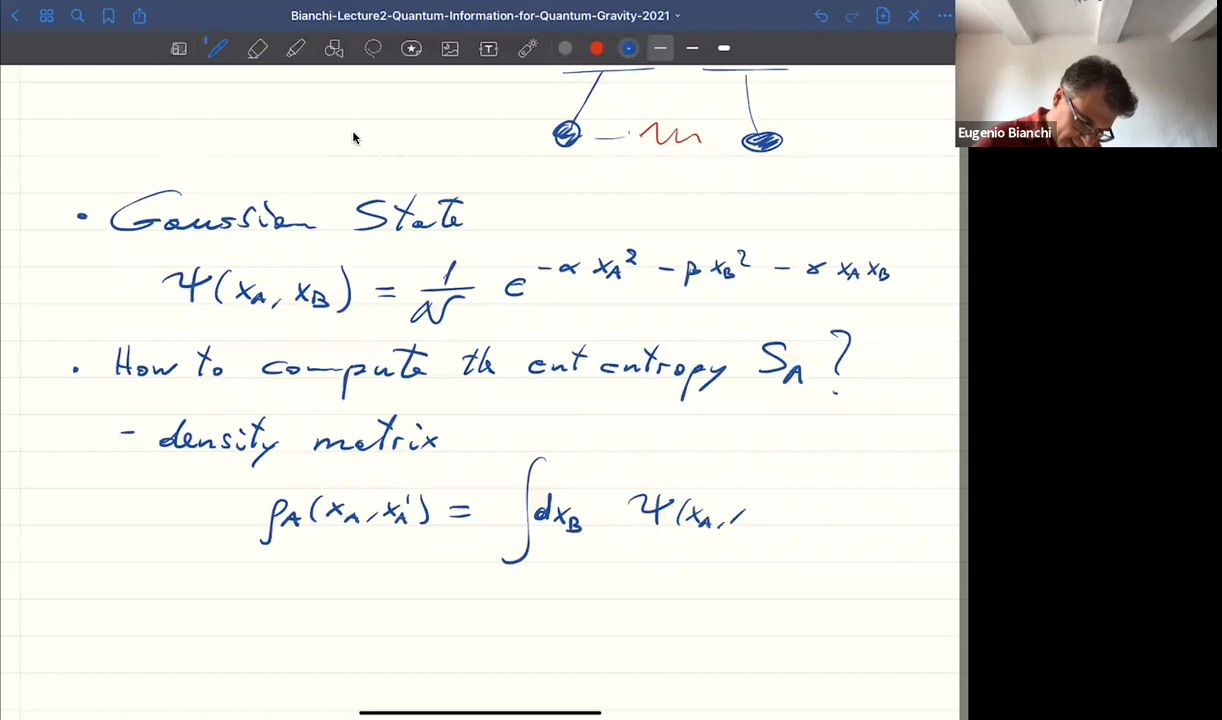 Bianchi-Lecture2-Quantum-Information-for-Quantum-Gravity-2021
Eugenio Bianchi
• Gaussian State
Ψ(x_A, x_B) = 1/N e^{-α x_A² - β x_B² - γ x_A x_B}
• How to compute the ent entropy S_A ?
- density matrix
ρ_A(x_A, x_A') = ∫dx_B Ψ(x_A,